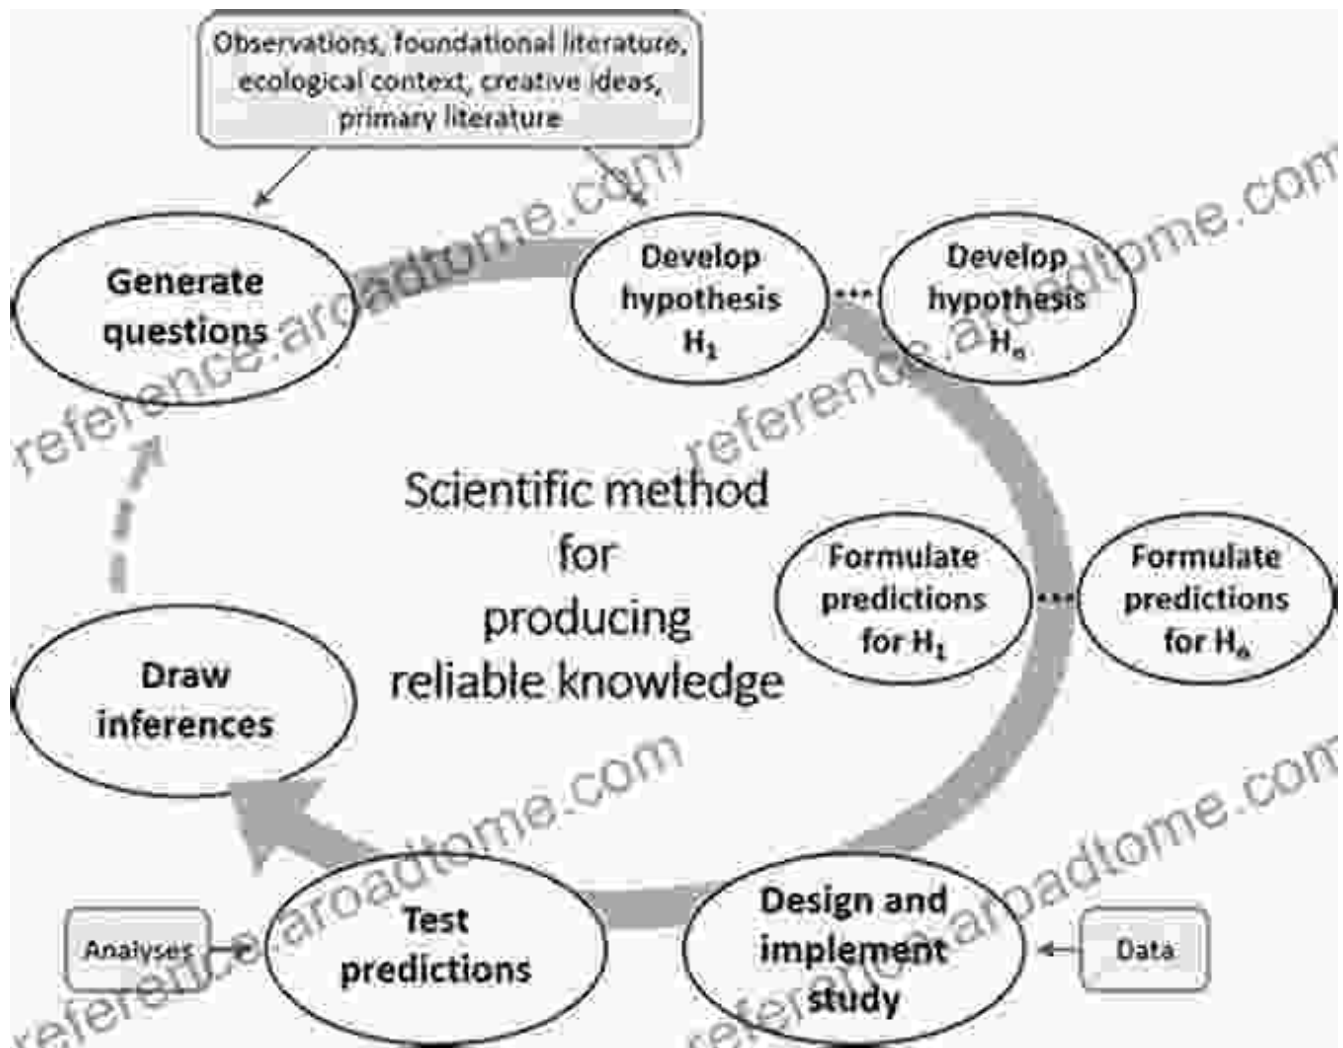 Observations, foundational literature,
ecological context, creative ideas,
primary literature
Generate
questions
Develop
hypothesis
H₁
...
Develop
hypothesis
Hₙ
Scientific method
for
producing
reliable knowledge
Formulate
predictions
for H₁
...
Formulate
predictions
for Hₙ
Draw
inferences
Analyses
Test
predictions
Design and
implement
study
Data
reference.aroadtome.com
reference.aroadtome.com
reference.aroadtome.com
reference.aroadtome.com